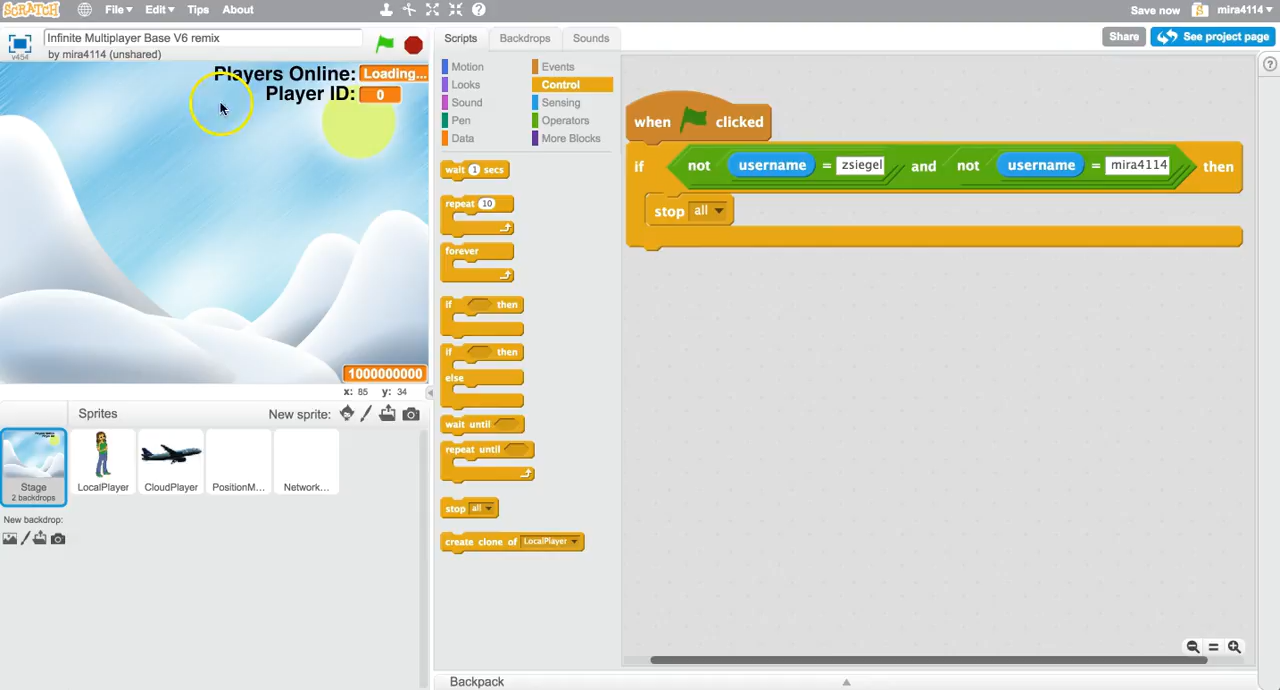 SCRATCH File▾ Edit▾ Tips About Save now mira4114▾
v454 Infinite Multiplayer Base V6 remix
by mira4114 (unshared)
Scripts Backdrops Sounds
Share See project page
Players Online: Loading...
Player ID: 0
Motion Events
Looks Control
Sound Sensing
Pen Operators
Data More Blocks
wait 1 secs
repeat 10
forever
if then
if then
else
wait until
repeat until
stop all▾
create clone of LocalPlayer▾
when clicked
if not username = zsiegel and not username = mira4114 then
stop all▾
1000000000
x: 85 y: 34
Sprites New sprite:
Stage
2 backdrops
LocalPlayer CloudPlayer PositionM... Network...
New backdrop:
Backpack